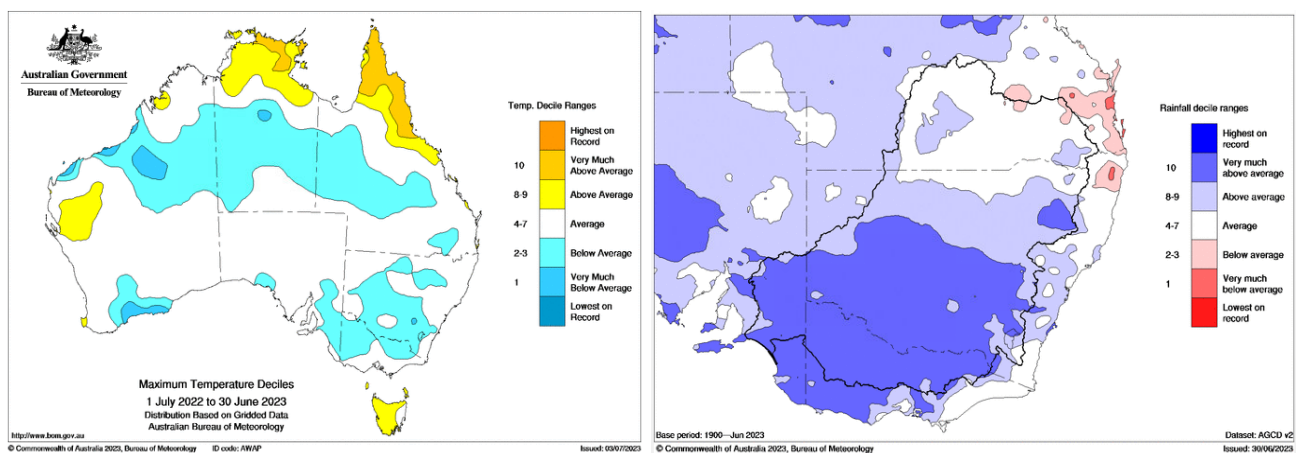 Australian Government
Bureau of Meteorology
Temp. Decile Ranges
Highest on
Record
10
Very Much
Above Average
8-9
Above Average
4-7
Average
2-3
Below Average
1
Very Much
Below Average
Lowest on
Record
Maximum Temperature Deciles
1 July 2022 to 30 June 2023
Distribution Based on Gridded Data
Australian Bureau of Meteorology
http://www.bom.gov.au
© Commonwealth of Australia 2023, Bureau of Meteorology
ID code: AWAP
Issued: 03/07/2023
Rainfall decile ranges
Highest on
record
10
Very much
above average
8-9
Above average
4-7
Average
2-3
Below average
1
Very much
below average
Lowest on
record
Base period: 1900—Jun 2023
Dataset: AGCD v2
© Commonwealth of Australia 2023, Bureau of Meteorology
Issued: 30/06/2023